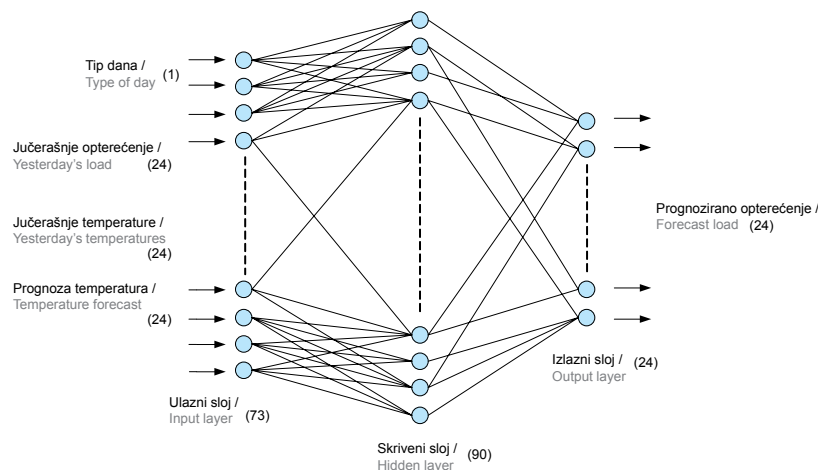 Tip dana /
Type of day (1)
Jučerašnje opterećenje /
Yesterday's load (24)
Jučerašnje temperature /
Yesterday's temperatures
(24)
Prognoza temperatura /
Temperature forecast
(24)
Ulazni sloj /
Input layer (73)
Skriveni sloj /
Hidden layer (90)
Izlazni sloj /
Output layer (24)
Prognozirano opterećenje /
Forecast load (24)